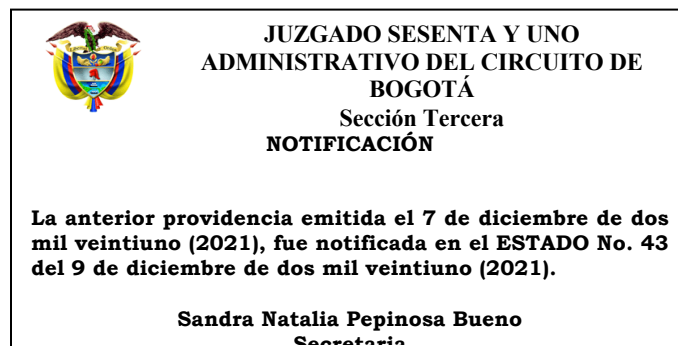 JUZGADO SESENTA Y UNO
ADMINISTRATIVO DEL CIRCUITO DE
BOGOTÁ
Sección Tercera
NOTIFICACIÓN
La anterior providencia emitida el 7 de diciembre de dos
mil veintiuno (2021), fue notificada en el ESTADO No. 43
del 9 de diciembre de dos mil veintiuno (2021).
Sandra Natalia Pepinosa Bueno
Secretaria